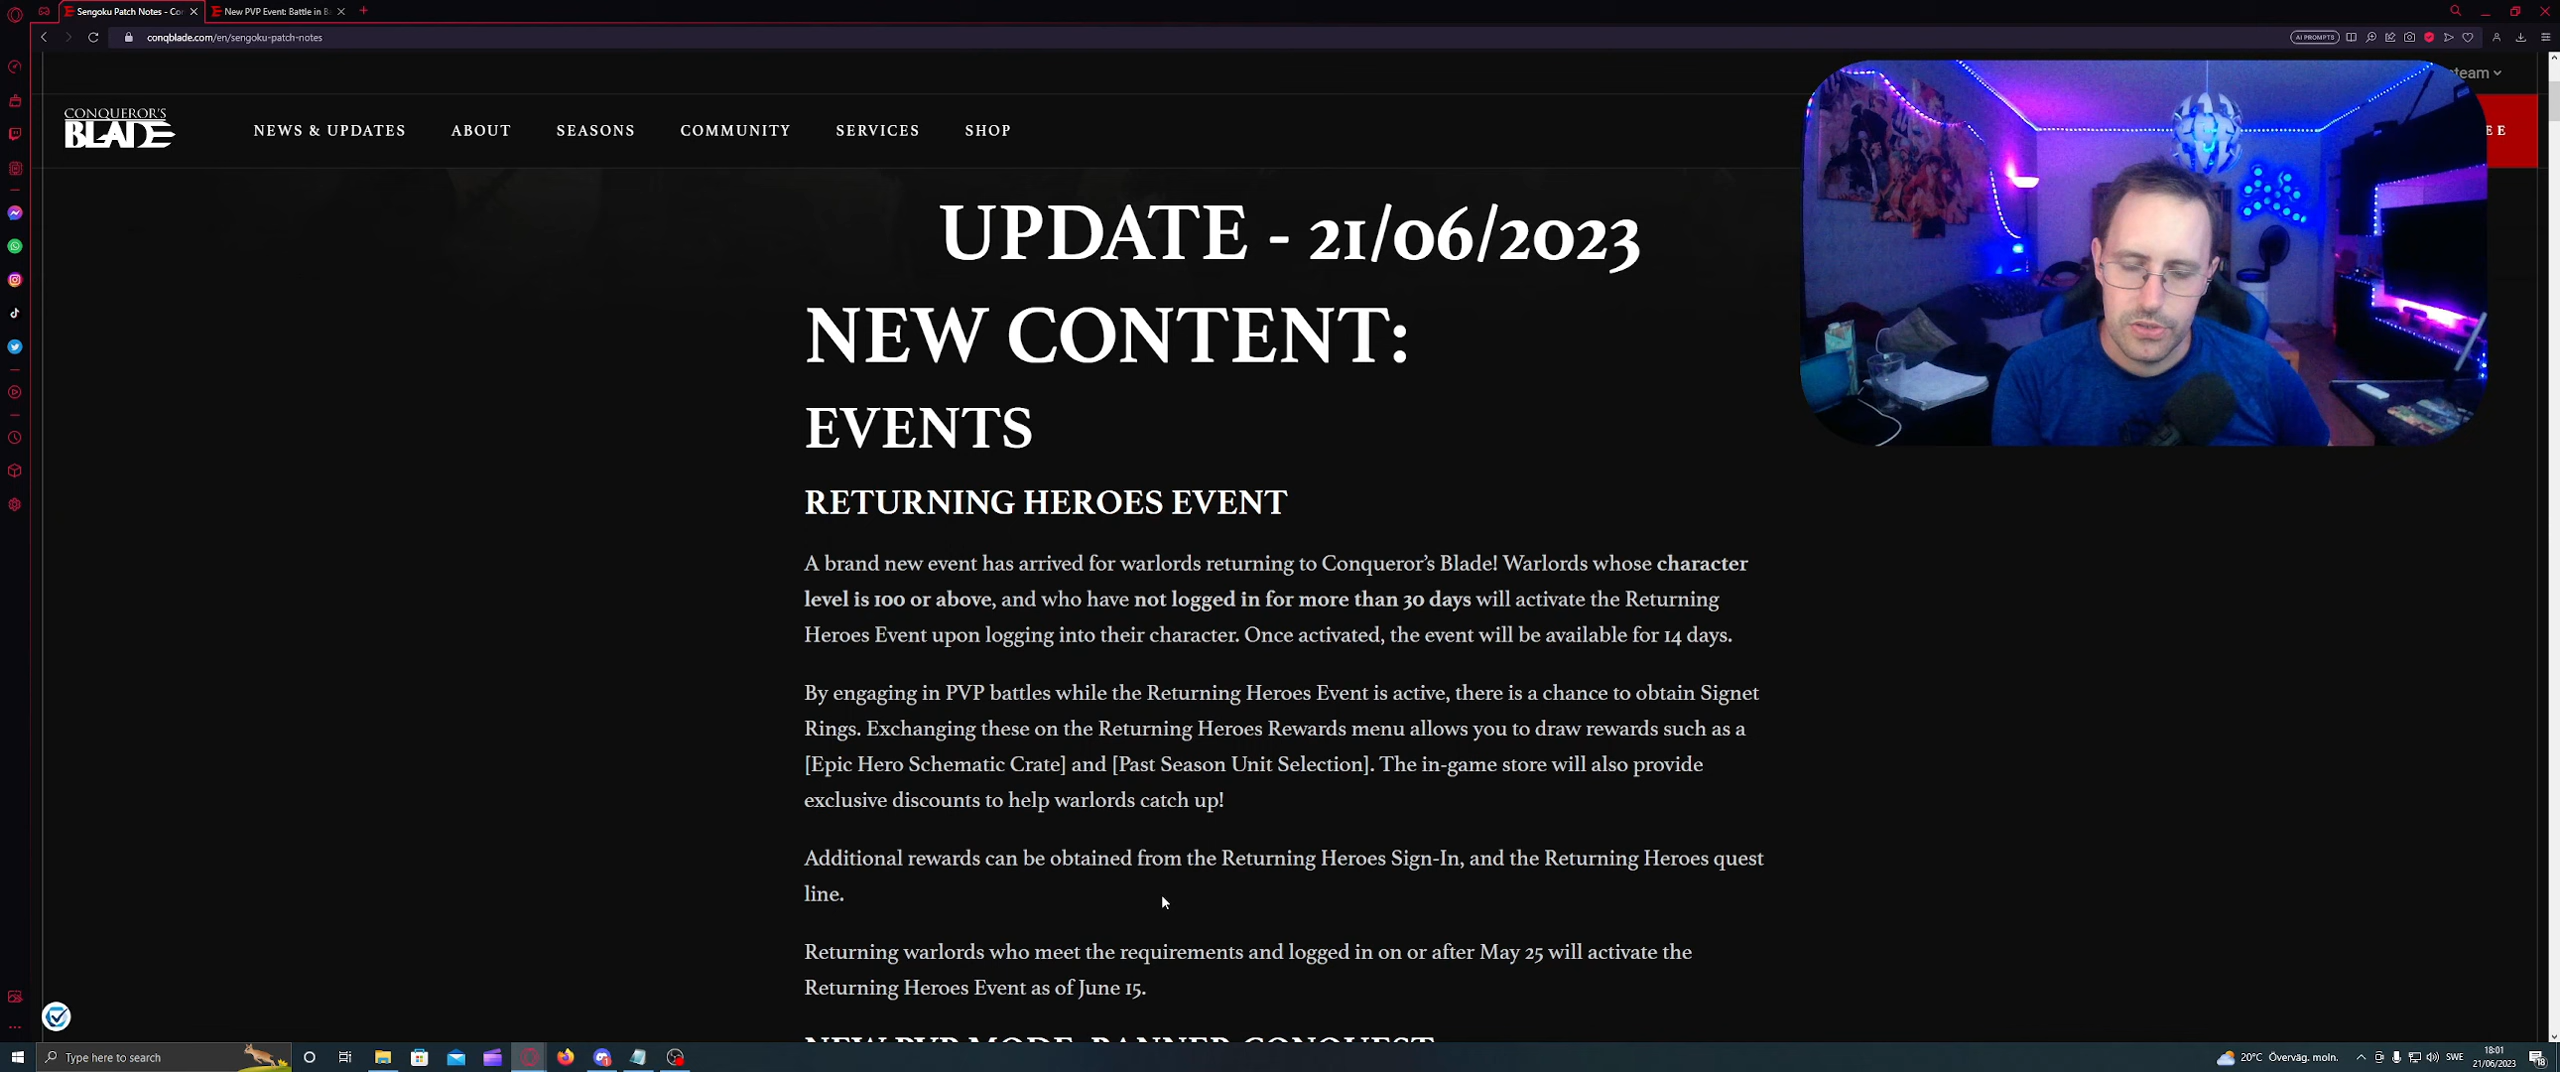 Sengoku Patch Notes - Co
New PVP Event: Battle in B
conqblade.com/en/sengoku-patch-notes
AI PROMPTS
team
CONQUEROR'S
BLADE
NEWS & UPDATES
ABOUT
SEASONS
COMMUNITY
SERVICES
SHOP
EE
UPDATE - 21/06/2023
NEW CONTENT:
EVENTS
RETURNING HEROES EVENT
A brand new event has arrived for warlords returning to Conqueror's Blade! Warlords whose character
level is 100 or above, and who have not logged in for more than 30 days will activate the Returning
Heroes Event upon logging into their character. Once activated, the event will be available for 14 days.
By engaging in PVP battles while the Returning Heroes Event is active, there is a chance to obtain Signet
Rings. Exchanging these on the Returning Heroes Rewards menu allows you to draw rewards such as a
[Epic Hero Schematic Crate] and [Past Season Unit Selection]. The in-game store will also provide
exclusive discounts to help warlords catch up!
Additional rewards can be obtained from the Returning Heroes Sign-In, and the Returning Heroes quest
line.
Returning warlords who meet the requirements and logged in on or after May 25 will activate the
Returning Heroes Event as of June 15.
NEW PVP MODE: BANNER CONQUEST
Type here to search
20°C Överväg. moln.
SWE
18:01
21/06/2023
18